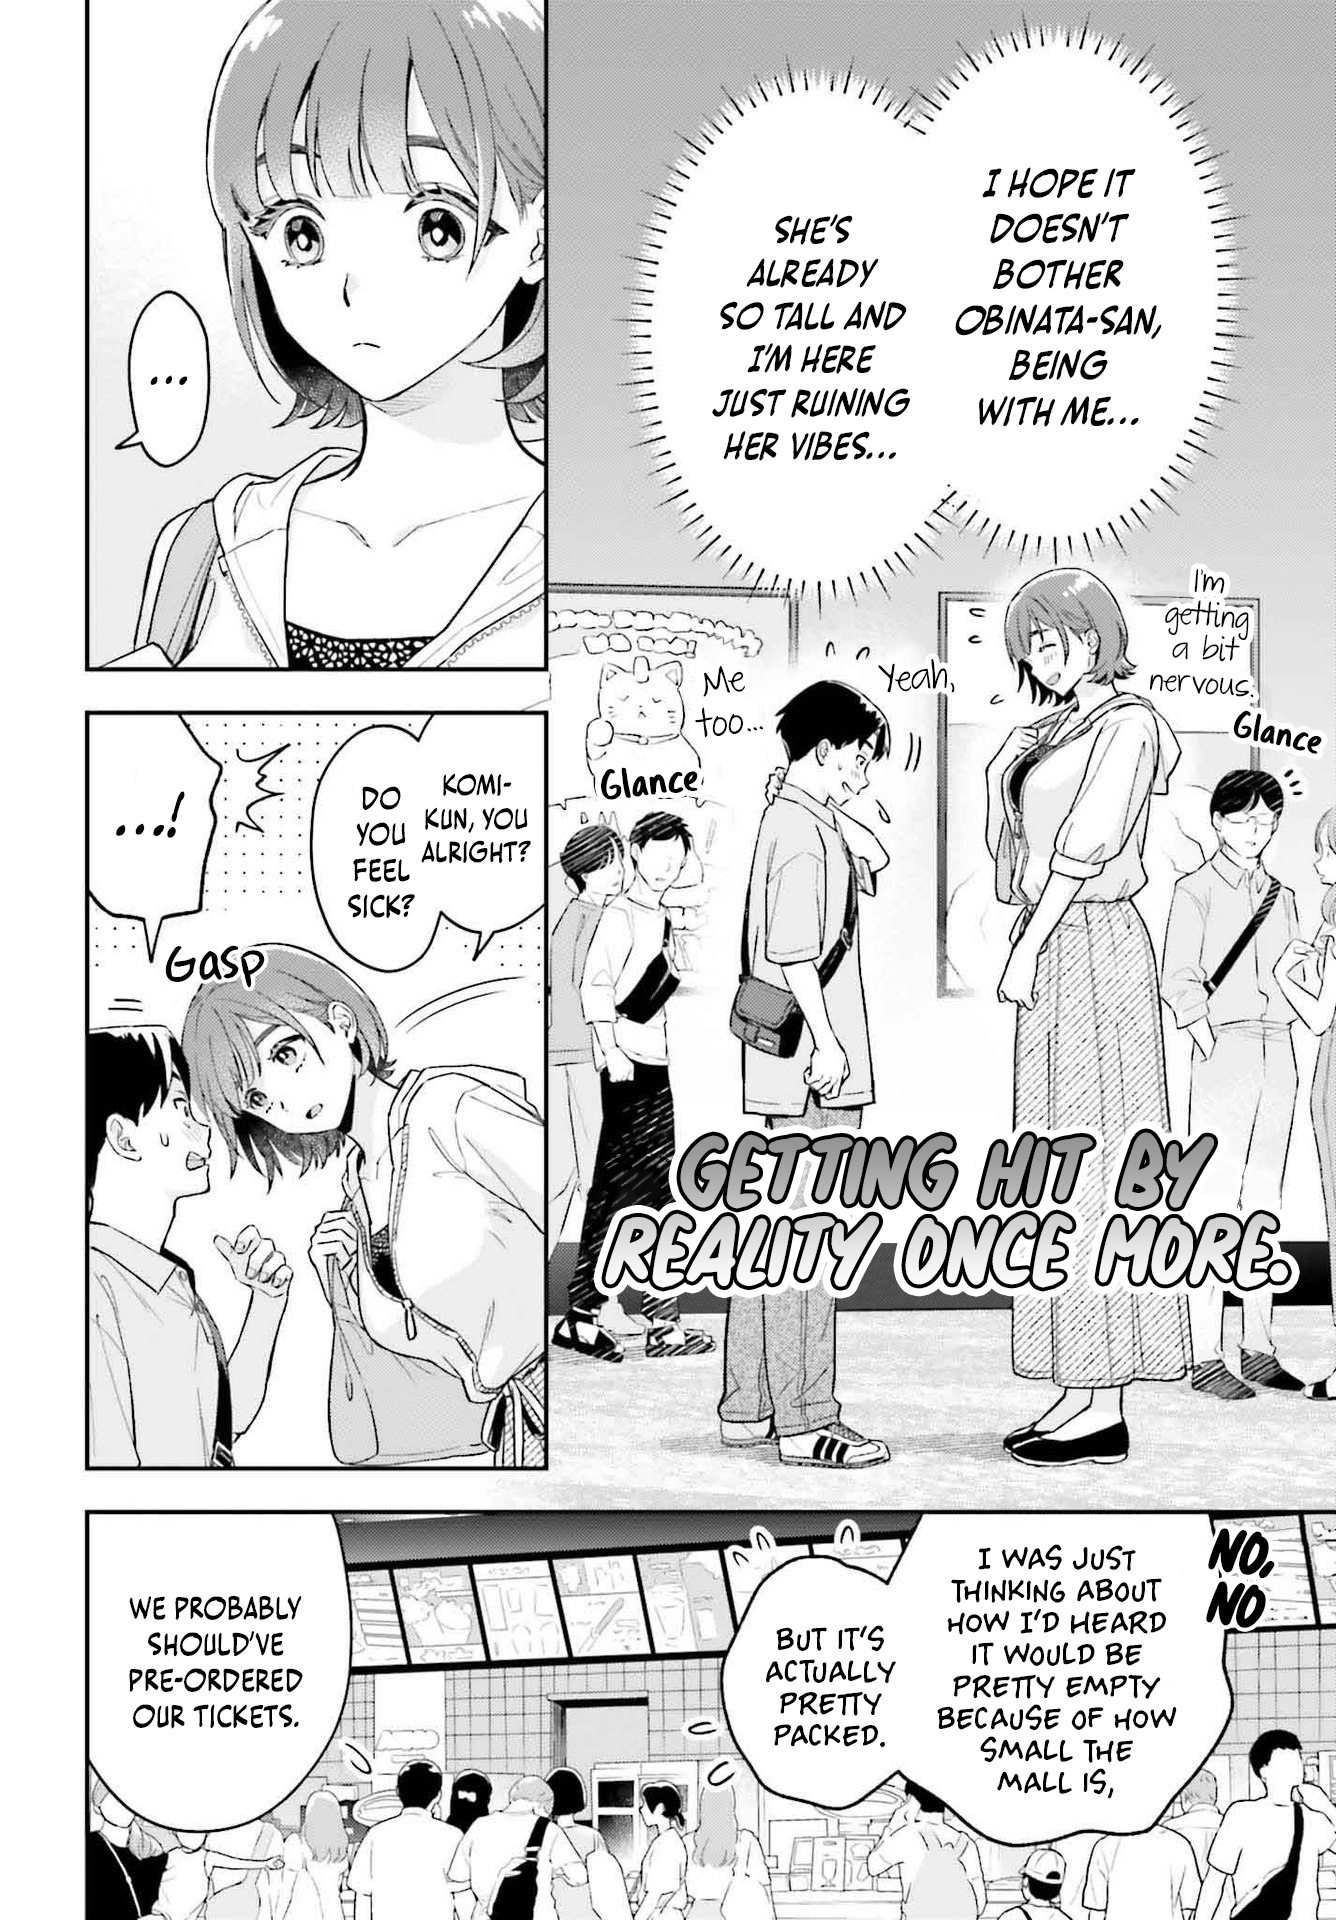 I HOPE IT
DOESN'T
BOTHER
OBINATA-SAN,
BEING
WITH ME...
SHE'S
ALREADY
SO TALL AND
I'M HERE
JUST RUINING
HER VIBES...
I'm
getting
a bit
nervous.
Glance
Yeah,
Me
too...
Glance
GETTING HIT BY
REALITY ONCE MORE.
...
KOMI-
KUN, YOU
ALRIGHT?
DO
YOU
FEEL
SICK?
...!
Gasp
NO,
NO
I WAS JUST
THINKING ABOUT
HOW I'D HEARD
IT WOULD BE
PRETTY EMPTY
BECAUSE OF HOW
SMALL THE
MALL IS,
BUT IT'S
ACTUALLY
PRETTY
PACKED.
WE PROBABLY
SHOULD'VE
PRE-ORDERED
OUR TICKETS.